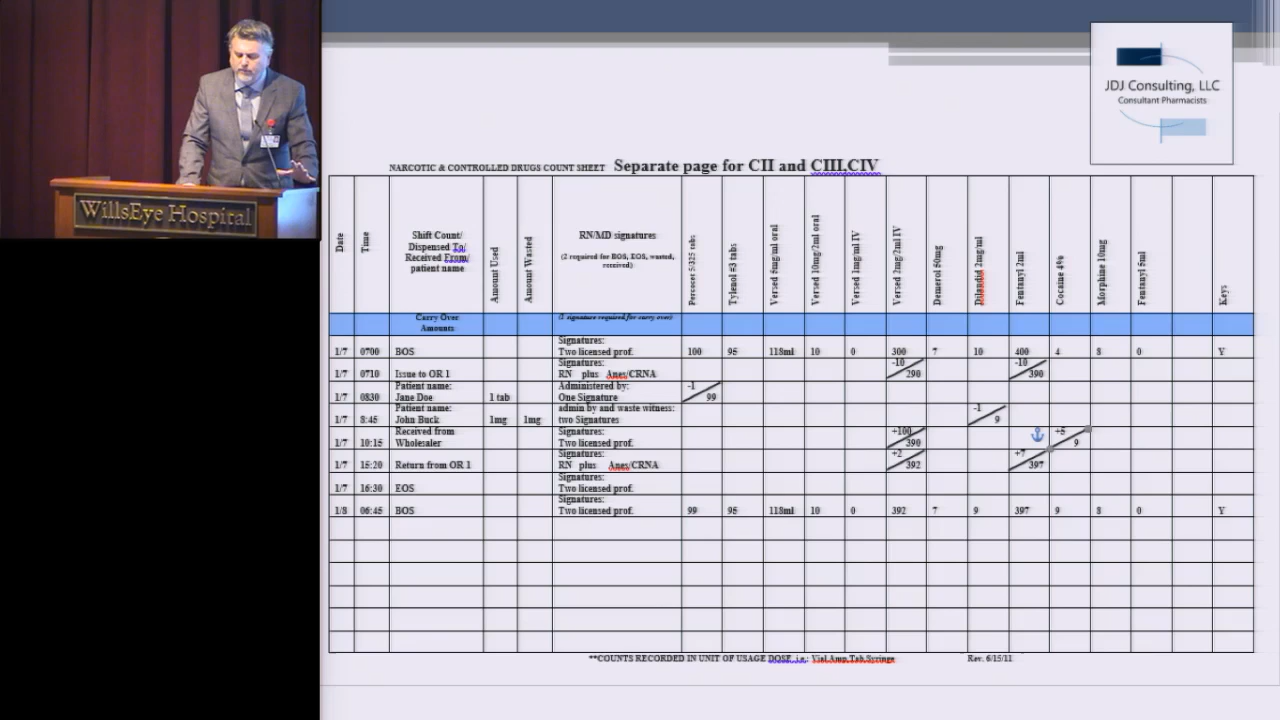 JDJ Consulting, LLC
Consultant Pharmacists
WillsEye Hospital
NARCOTIC & CONTROLLED DRUGS COUNT SHEET Separate page for CII and CIII.CIV
Date Time Shift Count/ Dispensed To/ Received From/ patient name Amount Used Amount Wasted RN/MD signatures (2 required for BOS, EOS, wasted, received) Percocet 5/325 tabs Tylenol #3 tabs Versed 5mg/ml oral Versed 10mg/2ml oral Versed 1mg/ml IV Versed 2mg/2ml IV Demerol 50mg Dilaudid 2mg/ml Fentanyl 2ml Cocaine 4% Morphine 10mg Fentanyl 5ml Keys
Carry Over Amounts (1 signature required for carry over)
1/7 0700 BOS Signatures: Two licensed prof. 100 95 118ml 10 0 300 7 10 400 4 8 0 Y
1/7 0710 Issue to OR 1 Signatures: RN plus Anes/CRNA -10 290 -10 390
1/7 0830 Patient name: Jane Doe 1 tab Administered by: One Signature -1 99
1/7 8:45 Patient name: John Buck 1mg 1mg admin by and waste witness: two Signatures -1 9
1/7 10:15 Received from Wholesaler Signatures: Two licensed prof. +100 390 +5 9
1/7 15:20 Return from OR 1 Signatures: RN plus Anes/CRNA +2 392 +7 397
1/7 16:30 EOS Signatures: Two licensed prof.
1/8 06:45 BOS Signatures: Two licensed prof. 99 95 118ml 10 0 392 7 9 397 9 8 0 Y
**COUNTS RECORDED IN UNIT OF USAGE DOSE, i.e.: Vial,Amp,Tab,Syringe Rev. 6/15/11